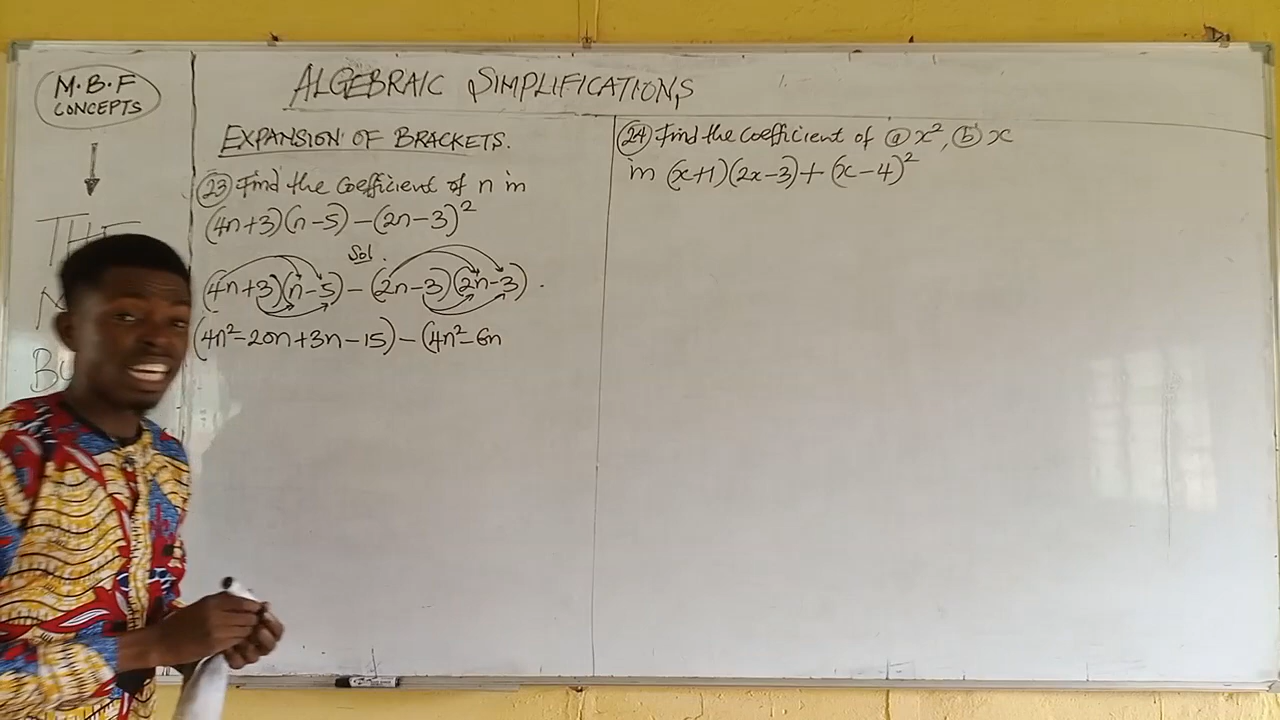 M.B.F
CONCEPTS
THE
ALGEBRAIC SIMPLIFICATIONS
EXPANSION OF BRACKETS.
(23) Find the coefficient of n in
(4n+3)(n-5)-(2n-3)²
Sol.
(4n+3)(n-5)-(2n-3)(2n-3).
(4n²-20n+3n-15)-(4n²-6n
(24) Find the coefficient of (a) x², (b) x
in (x+1)(2x-3)+(x-4)²